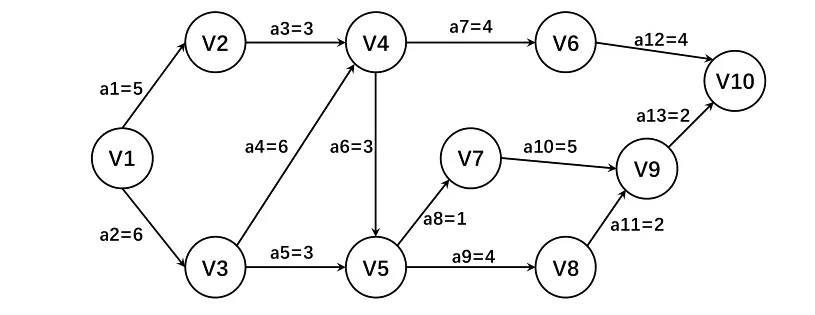 a3=3
a7=4
V2
V4
V6
a12=4
V10
a1=5
a13=2
a4=6
a6=3
a10=5
V1
V7
V9
a8=1
a11=2
a2=6
a5=3
a9=4
V3
V5
V8